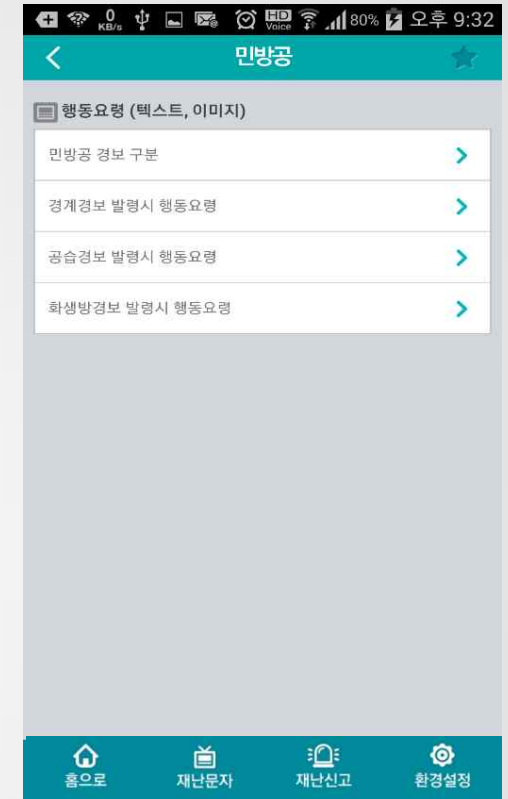 0 KB/s HD Voice 80% 오후 9:32
민방공
행동요령 (텍스트, 이미지)
민방공 경보 구분
경계경보 발령시 행동요령
공습경보 발령시 행동요령
화생방경보 발령시 행동요령
홈으로 재난문자 재난신고 환경설정